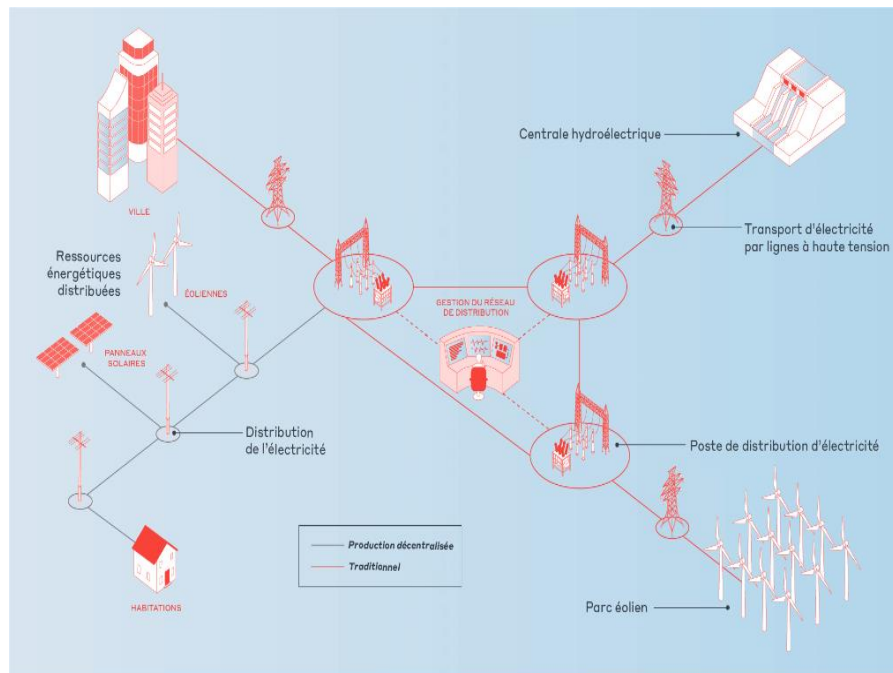 Centrale hydroélectrique
VILLE
Transport d'électricité
par lignes à haute tension
Ressources
énergétiques
distribuées
ÉOLIENNES
GESTION DU RÉSEAU
DE DISTRIBUTION
PANNEAUX
SOLAIRES
Distribution
de l'électricité
Poste de distribution d'électricité
Production décentralisée
Traditionnel
HABITATIONS
Parc éolien